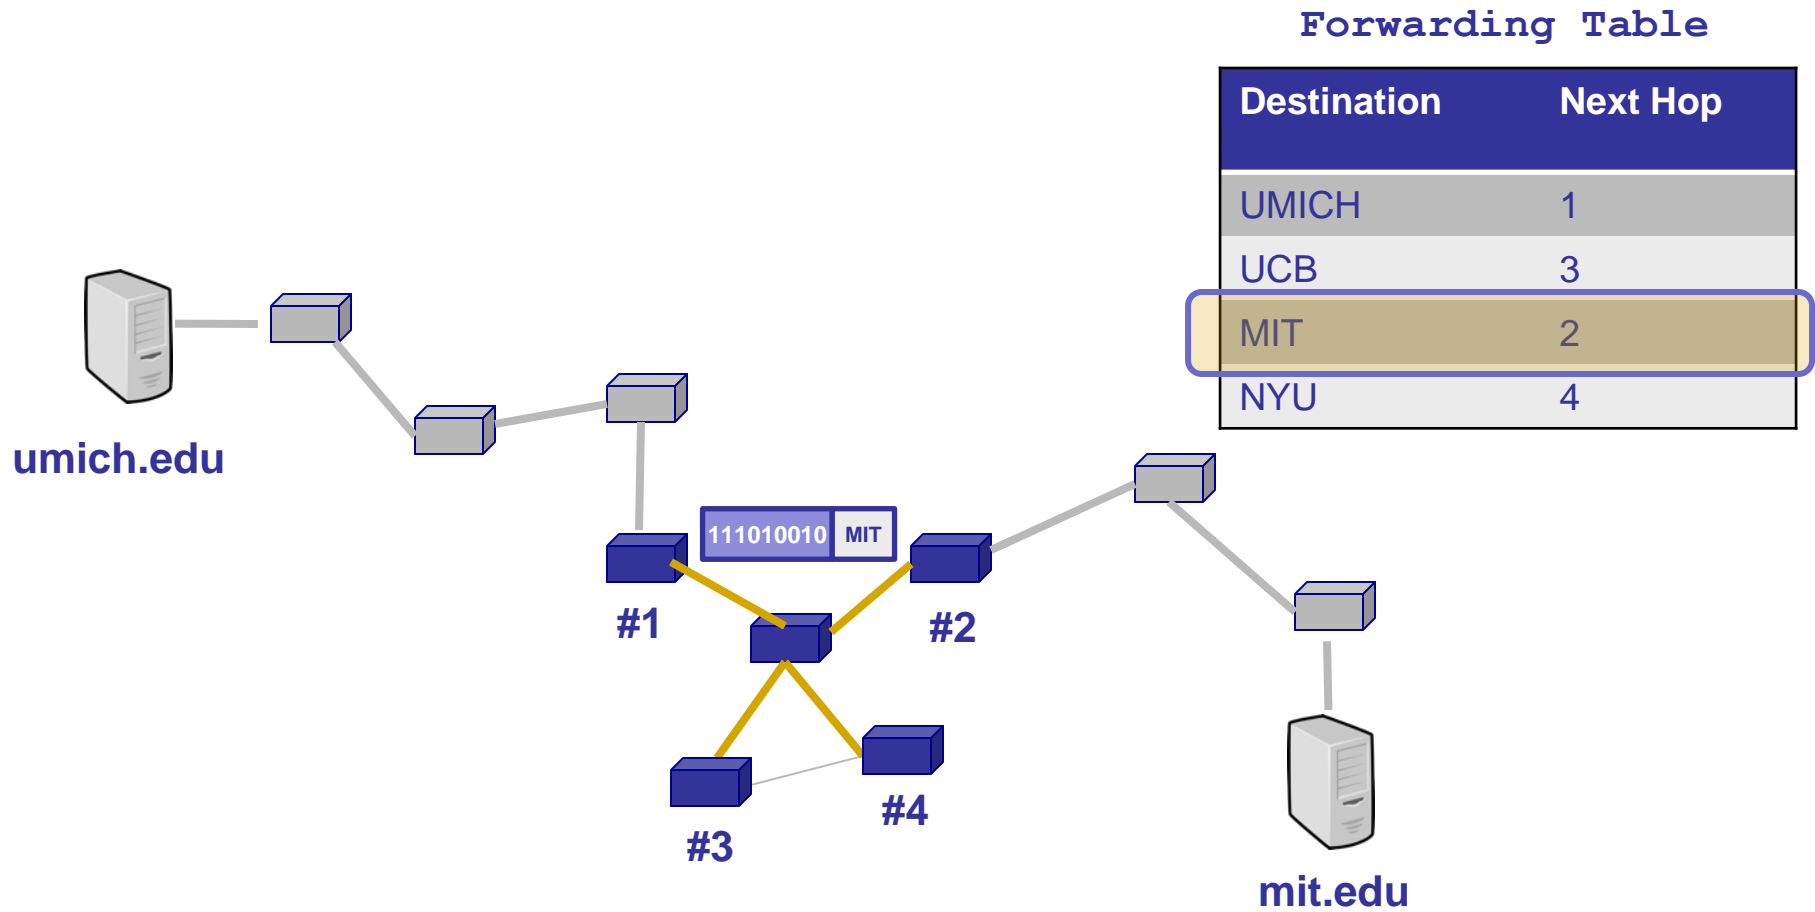 Forwarding Table
Destination Next Hop
UMICH 1
UCB 3
MIT 2
NYU 4
umich.edu
111010010 MIT
#1
#2
#3
#4
mit.edu